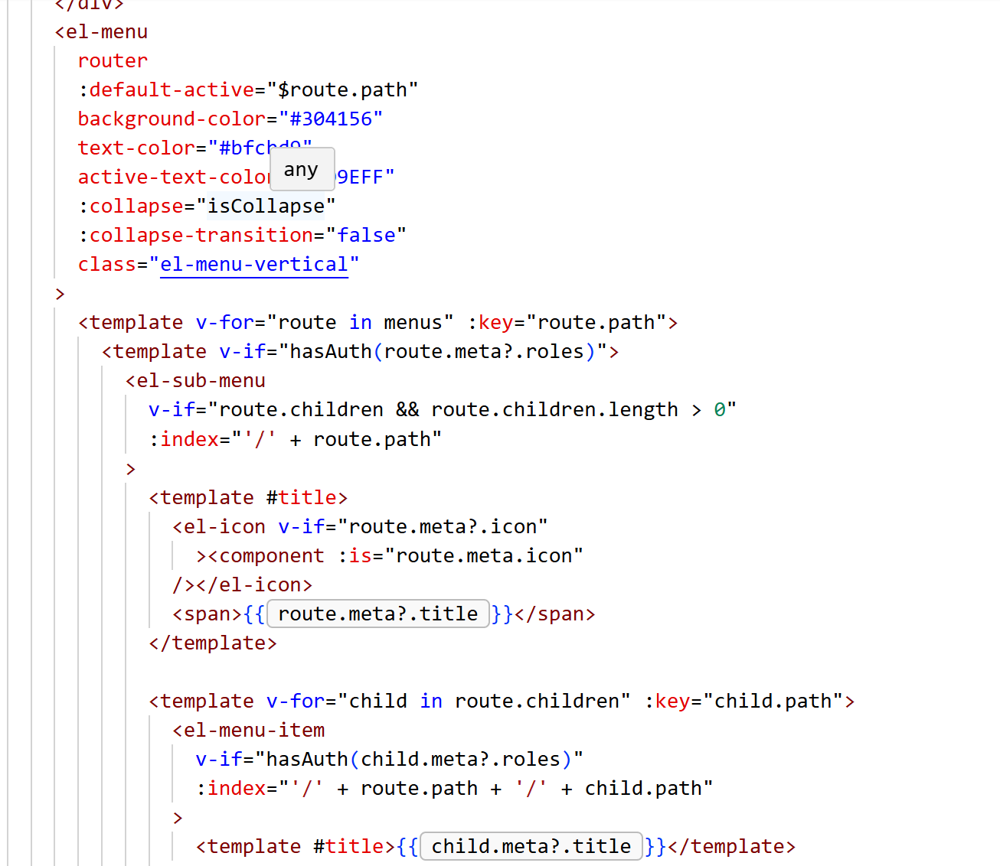 </div>
<el-menu
router
:default-active="$route.path"
background-color="#304156"
text-color="#bfcbd9"
any
active-text-color 9EFF"
:collapse="isCollapse"
:collapse-transition="false"
class="el-menu-vertical"
>
<template v-for="route in menus" :key="route.path">
<template v-if="hasAuth(route.meta?.roles)">
<el-sub-menu
v-if="route.children && route.children.length > 0"
:index="'/' + route.path"
>
<template #title>
<el-icon v-if="route.meta?.icon"
><component :is="route.meta.icon"
/></el-icon>
<span>{{ route.meta?.title }}</span>
</template>
<template v-for="child in route.children" :key="child.path">
<el-menu-item
v-if="hasAuth(child.meta?.roles)"
:index="'/' + route.path + '/' + child.path"
>
<template #title>{{ child.meta?.title }}</template>